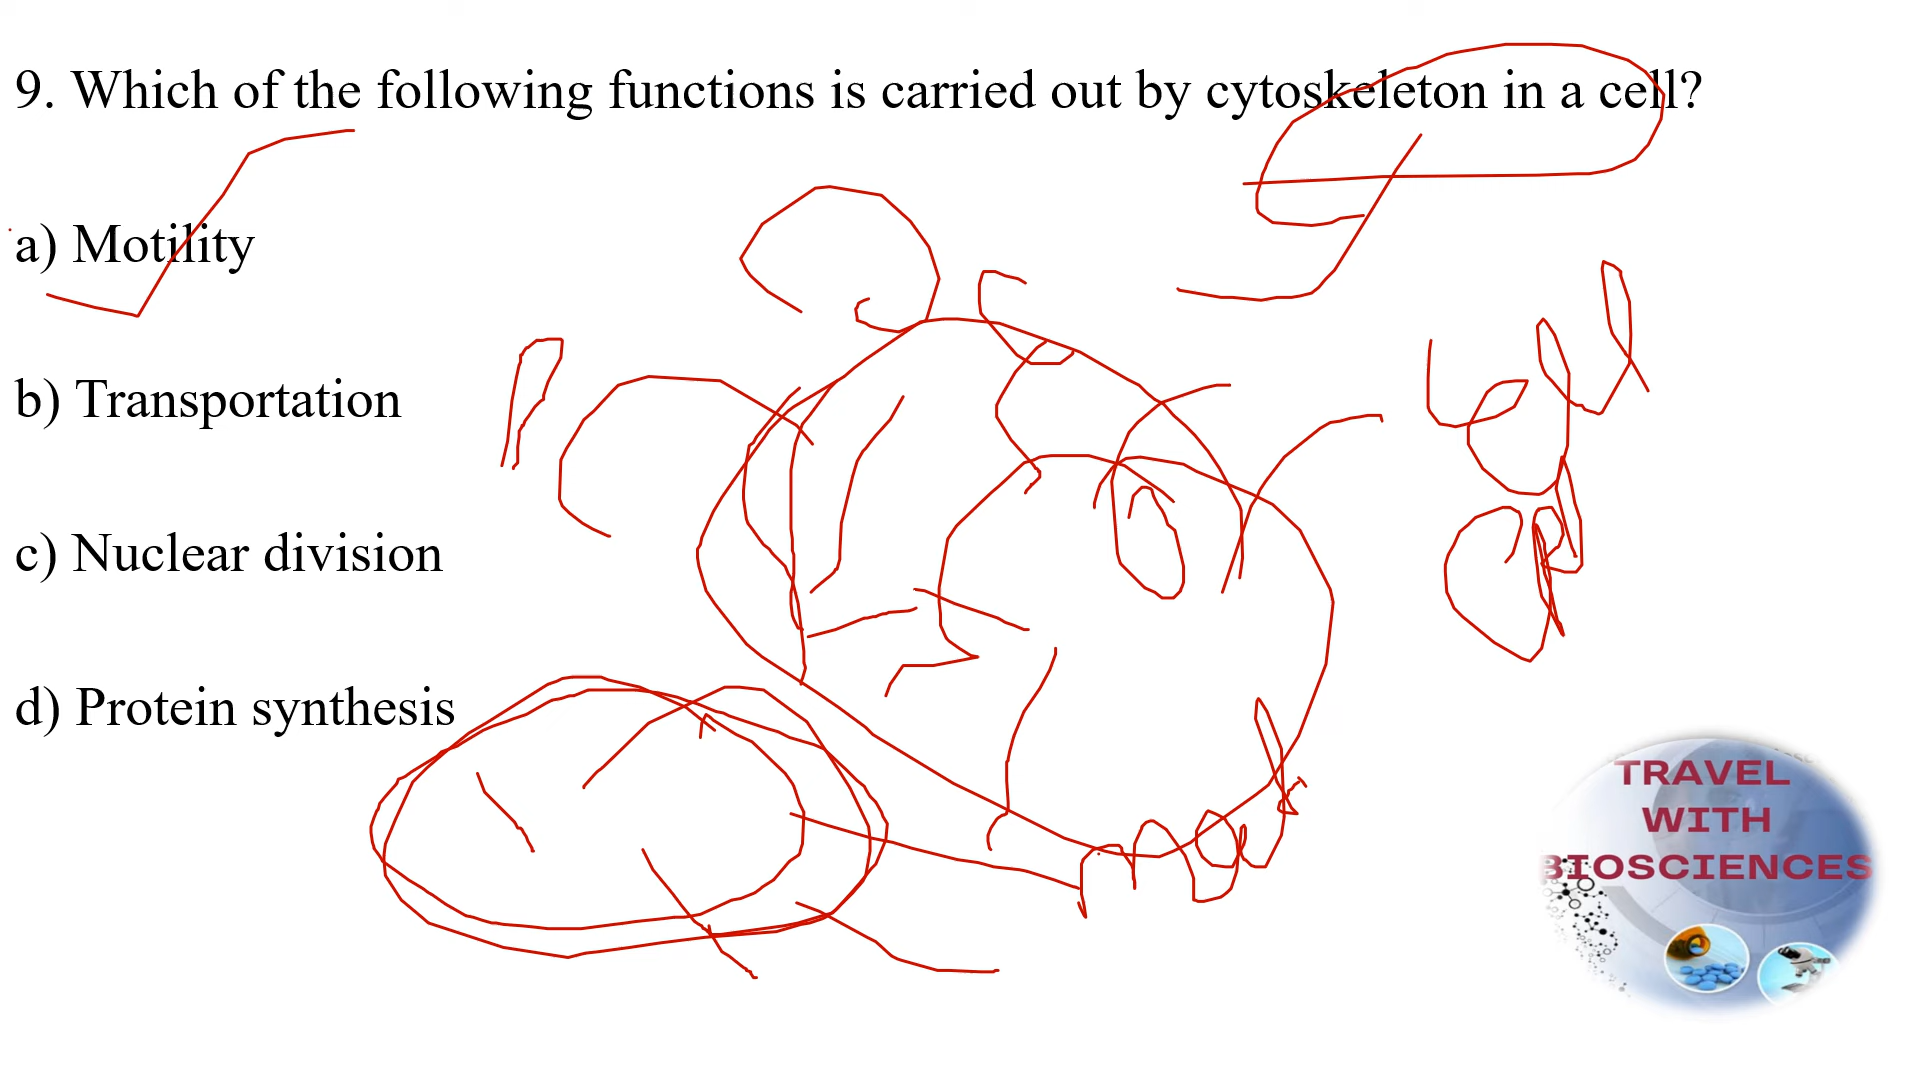 9. Which of the following functions is carried out by cytoskeleton in a cell?
a) Motility
b) Transportation
c) Nuclear division
d) Protein synthesis
TRAVEL
WITH
BIOSCIENCES